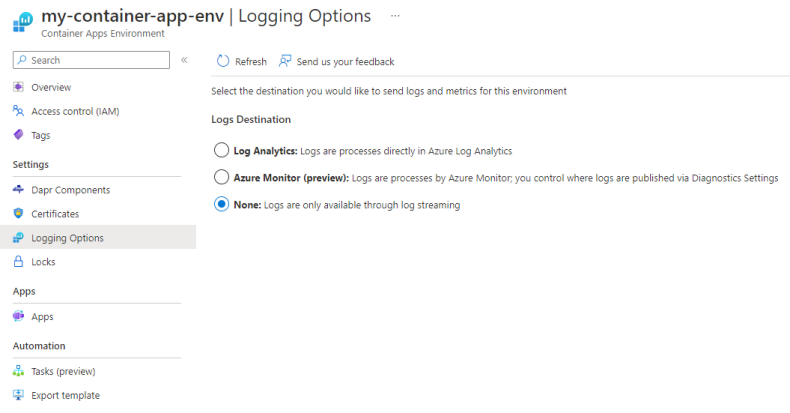 my-container-app-env | Logging Options ...
Container Apps Environment
Search «
Overview
Access control (IAM)
Tags
Settings
Dapr Components
Certificates
Logging Options
Locks
Apps
Apps
Automation
Tasks (preview)
Export template
Refresh Send us your feedback
Select the destination you would like to send logs and metrics for this environment
Logs Destination
Log Analytics: Logs are processes directly in Azure Log Analytics
Azure Monitor (preview): Logs are processes by Azure Monitor; you control where logs are published via Diagnostics Settings
None: Logs are only available through log streaming